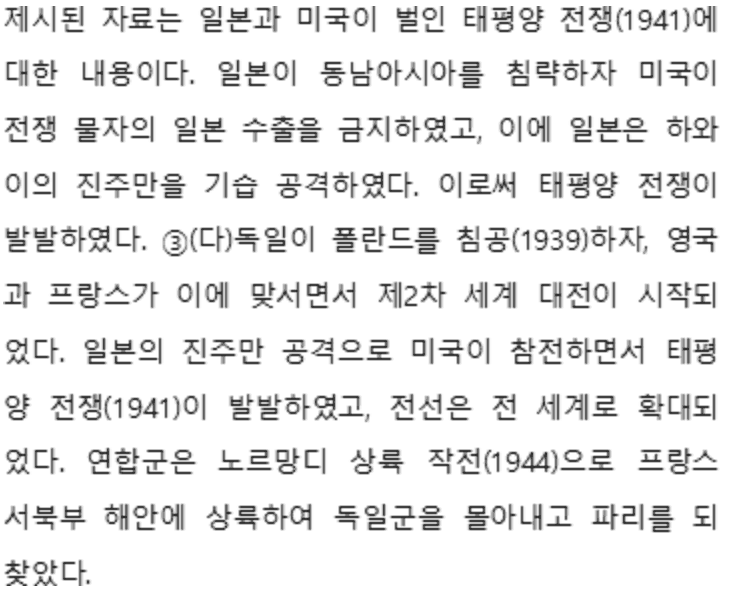 제시된 자료는 일본과 미국이 벌인 태평양 전쟁(1941)에
대한 내용이다. 일본이 동남아시아를 침략하자 미국이
전쟁 물자의 일본 수출을 금지하였고, 이에 일본은 하와
이의 진주만을 기습 공격하였다. 이로써 태평양 전쟁이
발발하였다. ③(다)독일이 폴란드를 침공(1939)하자, 영국
과 프랑스가 이에 맞서면서 제2차 세계 대전이 시작되
었다. 일본의 진주만 공격으로 미국이 참전하면서 태평
양 전쟁(1941)이 발발하였고, 전선은 전 세계로 확대되
었다. 연합군은 노르망디 상륙 작전(1944)으로 프랑스
서북부 해안에 상륙하여 독일군을 몰아내고 파리를 되
찾았다.